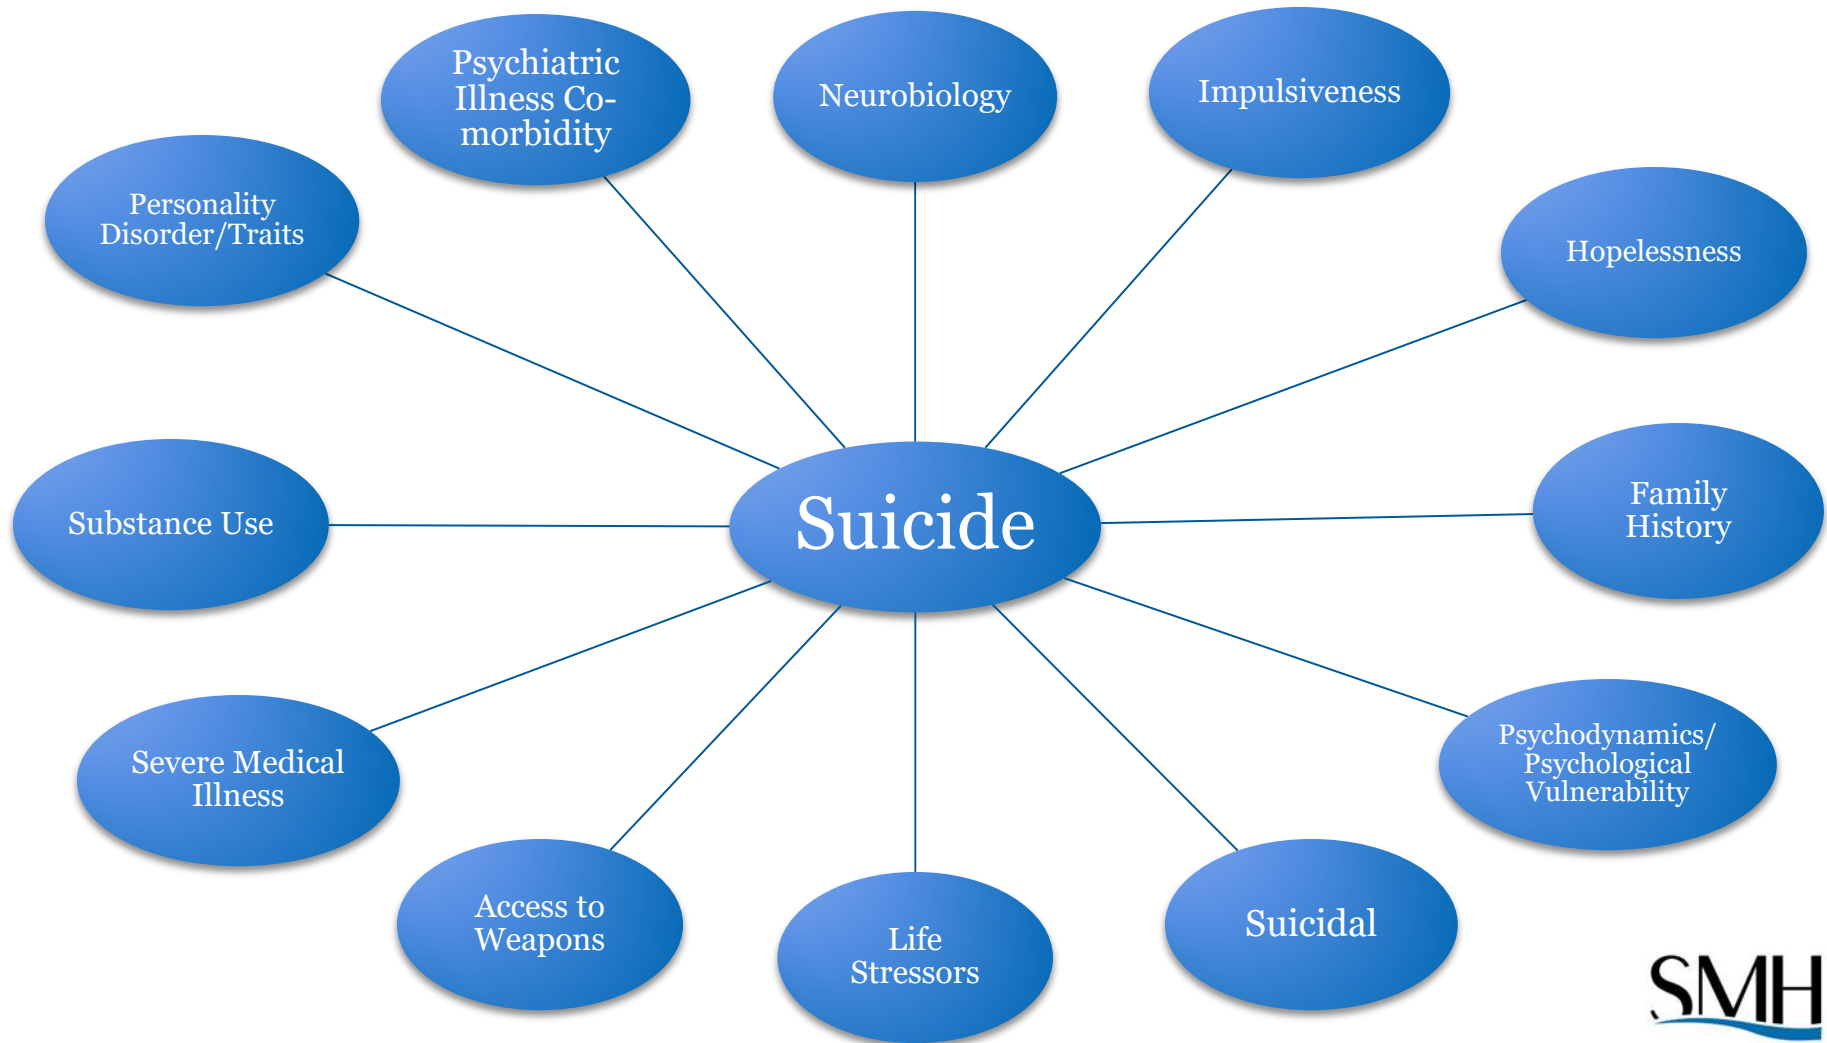 Psychiatric
Illness Co-
morbidity
Neurobiology
Impulsiveness
Personality
Disorder/Traits
Hopelessness
Substance Use
Suicide
Family
History
Severe Medical
Illness
Psychodynamics/
Psychological
Vulnerability
Access to
Weapons
Life
Stressors
Suicidal
SMH